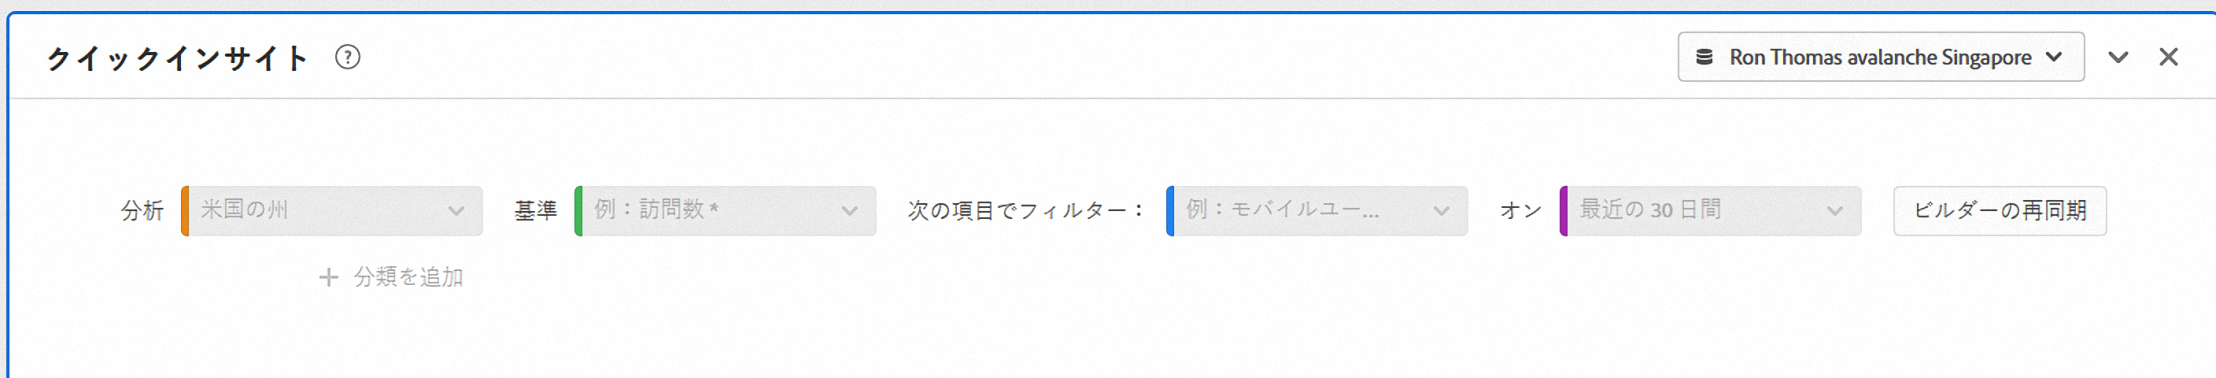 クイックインサイト ? Ron Thomas avalanche Singapore
分析 米国の州 基準 例：訪問数 * 次の項目でフィルター： 例：モバイルユー... オン 最近の 30 日間 ビルダーの再同期
+ 分類を追加